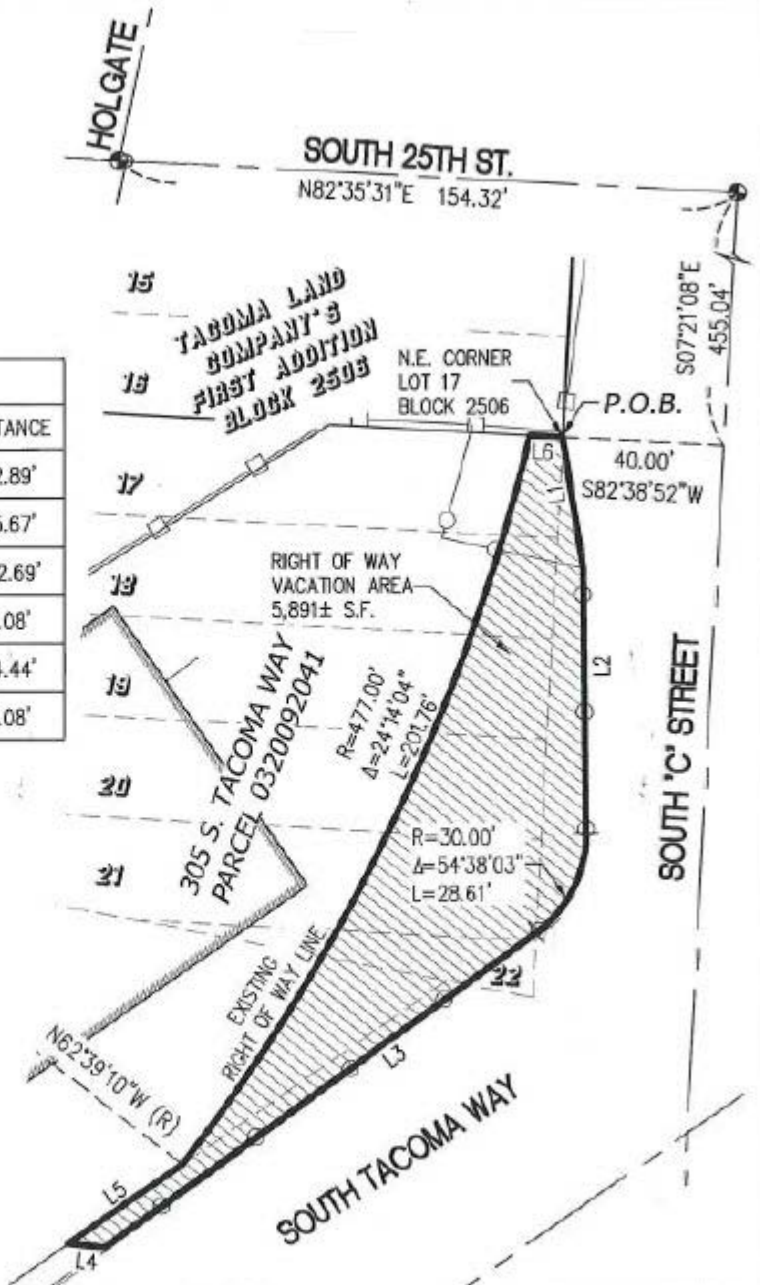 HOLGATE
SOUTH 25TH ST.
N82°35'31"E 154.32'
S07°21'08"E
455.04'
15
16
TACOMA LAND
COMPANY'S
FIRST ADDITION
BLOCK 2506
N.E. CORNER
LOT 17
BLOCK 2506
P.O.B.
L6
L1
40.00'
S82°38'52"W
TANCE
2.89'
5.67'
2.69'
.08'
4.44'
.08'
17
18
19
20
21
22
RIGHT OF WAY
VACATION AREA
5,891± S.F.
L2
305 S. TACOMA WAY
PARCEL 0320092041
R=477.00'
Δ=24°14'04"
L=201.76'
SOUTH "C" STREET
R=30.00'
Δ=54°38'03"
L=28.61'
EXISTING
RIGHT OF WAY LINE
N62°39'10"W (R)
L3
SOUTH TACOMA WAY
L5
L4